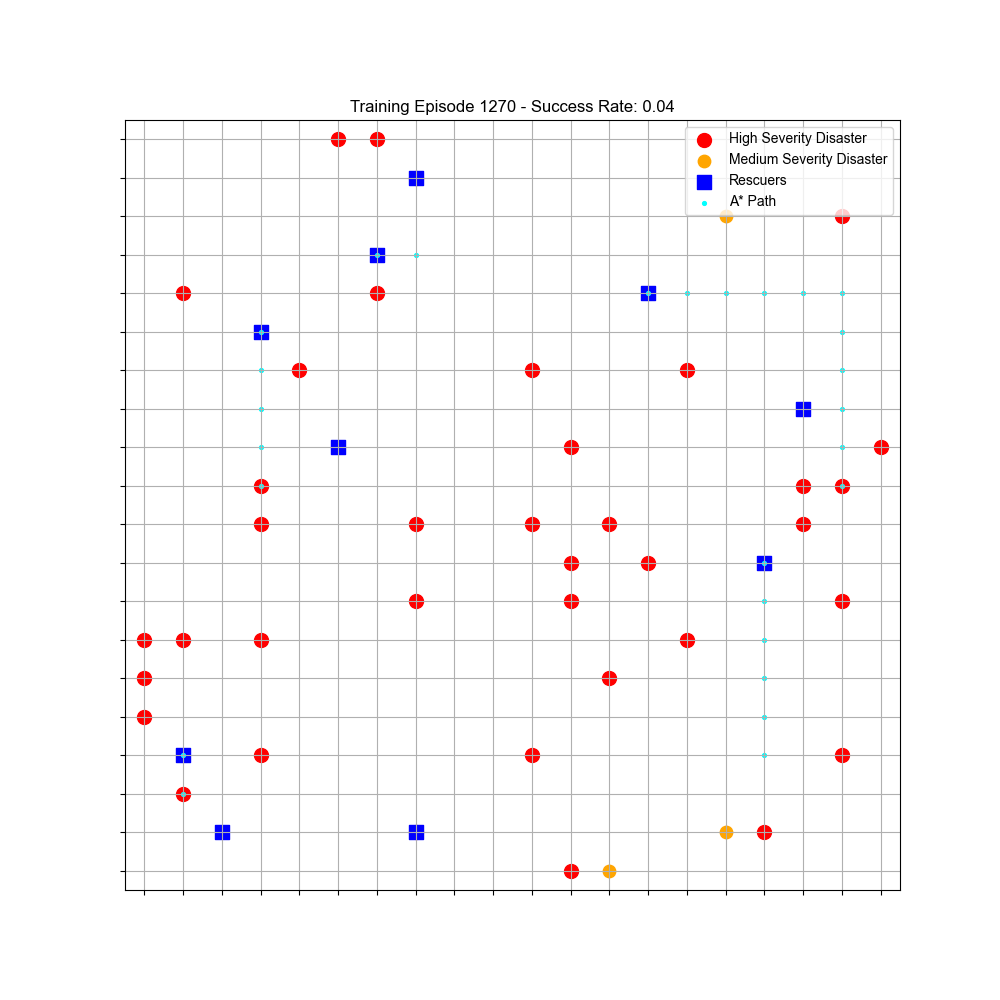 Training Episode 1270 - Success Rate: 0.04
High Severity Disaster
Medium Severity Disaster
Rescuers
A* Path